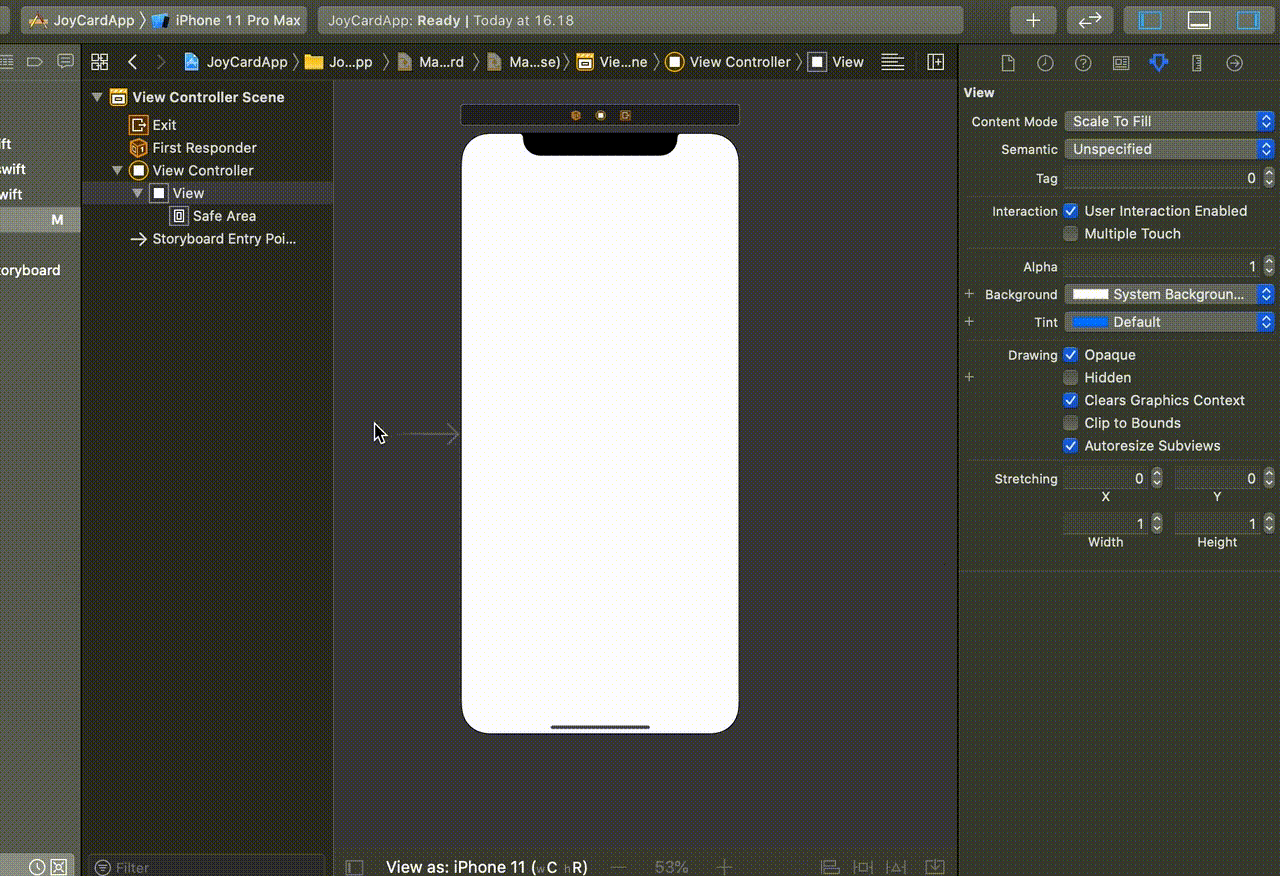 JoyCardApp 〉 iPhone 11 Pro Max
JoyCardApp: Ready | Today at 16.18
JoyCardApp 〉 Jo...pp 〉 Ma...rd 〉 Ma...se) 〉 Vie...ne 〉 View Controller 〉 View
ift
swift
wift
M
toryboard
View Controller Scene
Exit
First Responder
View Controller
View
Safe Area
Storyboard Entry Poi...
Filter
View as: iPhone 11 (wC hR)
53%
View
Content Mode Scale To Fill
Semantic Unspecified
Tag 0
Interaction User Interaction Enabled
Multiple Touch
Alpha 1
+ Background System Backgroun...
+ Tint Default
Drawing Opaque
+ Hidden
Clears Graphics Context
Clip to Bounds
Autoresize Subviews
Stretching 0 0
X Y
1 1
Width Height